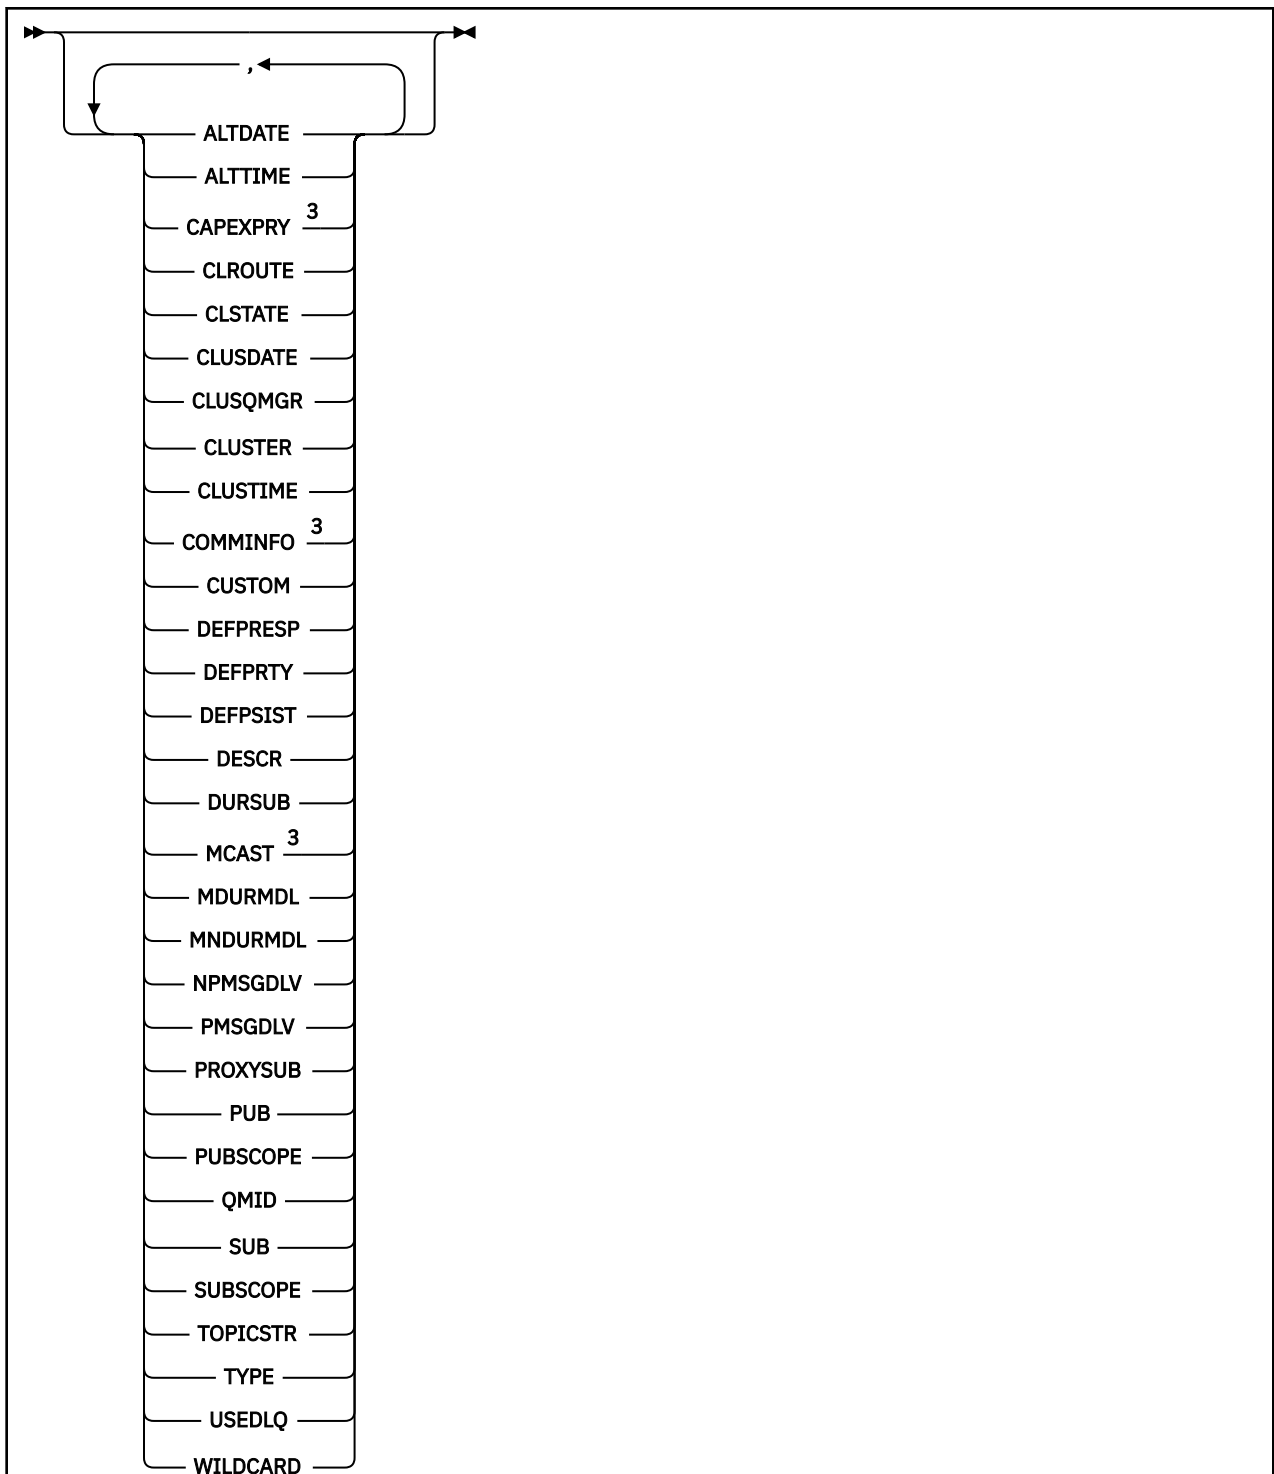 ,
ALTDATE
ALTTIME
CAPEXPRY 3
CLROUTE
CLSTATE
CLUSDATE
CLUSQMGR
CLUSTER
CLUSTIME
COMMINFO 3
CUSTOM
DEFPRESP
DEFPRTY
DEFPSIST
DESCR
DURSUB
MCAST 3
MDURMDL
MNDURMDL
NPMSGDLV
PMSGDLV
PROXYSUB
PUB
PUBSCOPE
QMID
SUB
SUBSCOPE
TOPICSTR
TYPE
USEDLQ
WILDCARD